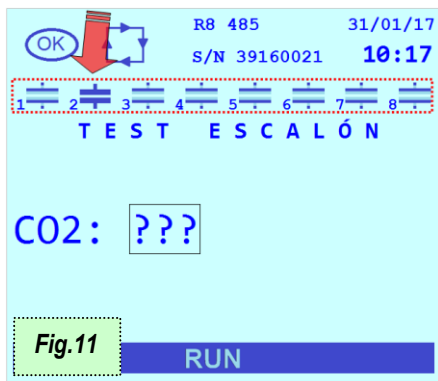 OK
R8 485 31/01/17
S/N 39160021 10:17
1 2 3 4 5 6 7 8
TEST ESCALÓN
CO2: ???
Fig.11
RUN